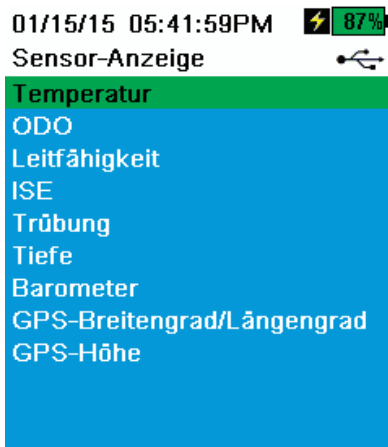 01/15/15 05:41:59PM 87%
Sensor-Anzeige
Temperatur
ODO
Leitfähigkeit
ISE
Trübung
Tiefe
Barometer
GPS-Breitengrad/Längengrad
GPS-Höhe